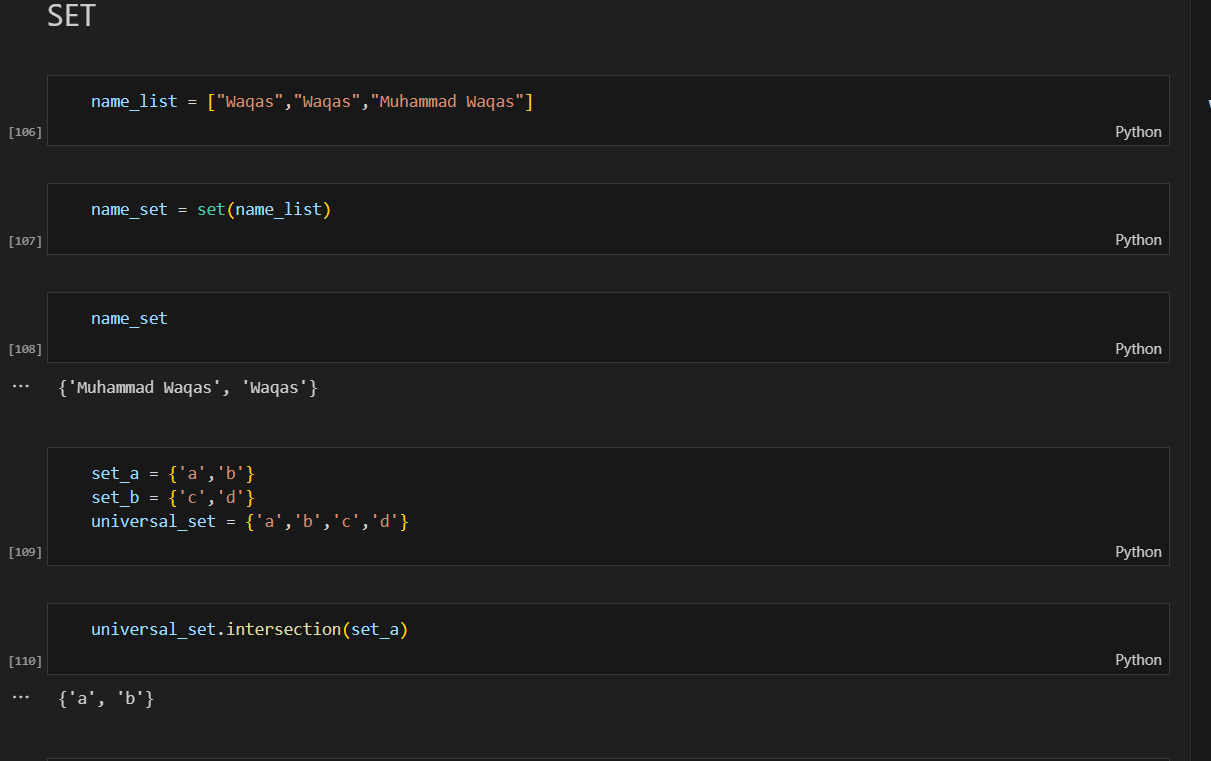 SET
name_list = ["Waqas","Waqas","Muhammad Waqas"]
[106]
Python
name_set = set(name_list)
[107]
Python
name_set
[108]
Python
... {'Muhammad Waqas', 'Waqas'}
set_a = {'a','b'}
set_b = {'c','d'}
universal_set = {'a','b','c','d'}
[109]
Python
universal_set.intersection(set_a)
[110]
Python
... {'a', 'b'}